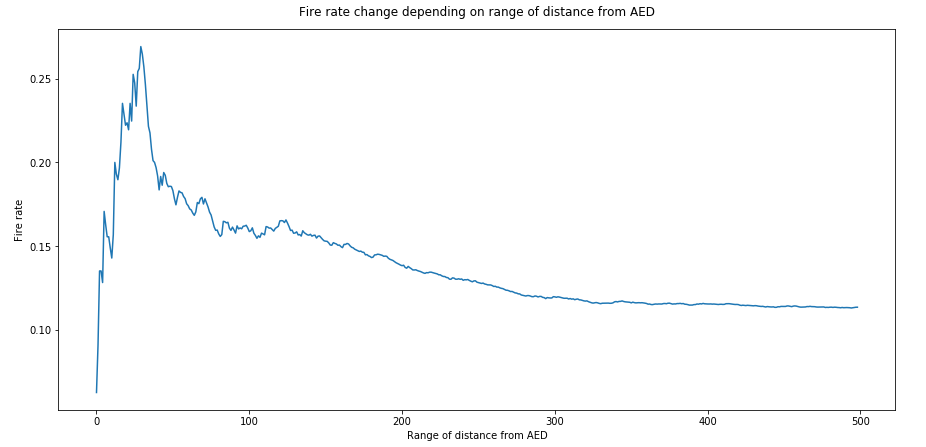 Fire rate change depending on range of distance from AED
0.25
0.20
0.15
0.10
Fire rate
0 100 200 300 400 500
Range of distance from AED